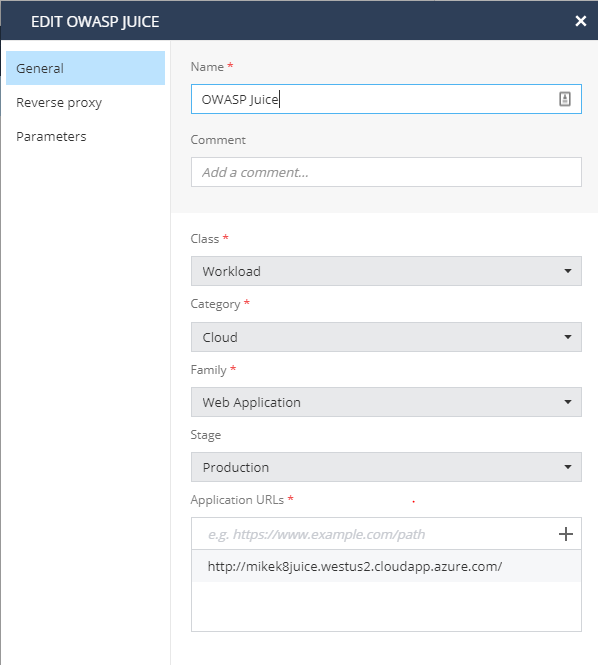 EDIT OWASP JUICE
General
Reverse proxy
Parameters
Name *
OWASP Juice
Comment
Add a comment...
Class *
Workload
Category *
Cloud
Family *
Web Application
Stage
Production
Application URLs *
e.g. https://www.example.com/path
http://mikek8juice.westus2.cloudapp.azure.com/